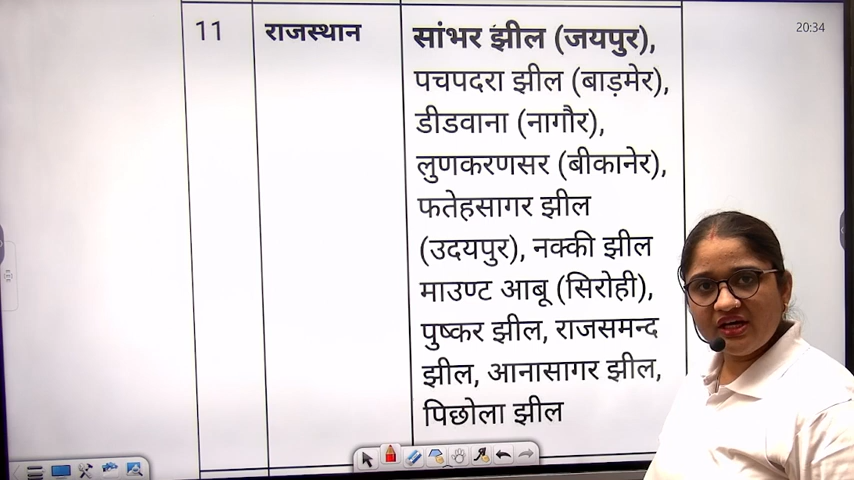 11 राजस्थान सांभर झील (जयपुर),
पचपदरा झील (बाड़मेर),
डीडवाना (नागौर),
लुणकरणसर (बीकानेर),
फतेहसागर झील
(उदयपुर), नक्की झील
माउण्ट आबू (सिरोही),
पुष्कर झील, राजसमन्द
झील, आनासागर झील,
पिछोला झील
20:34